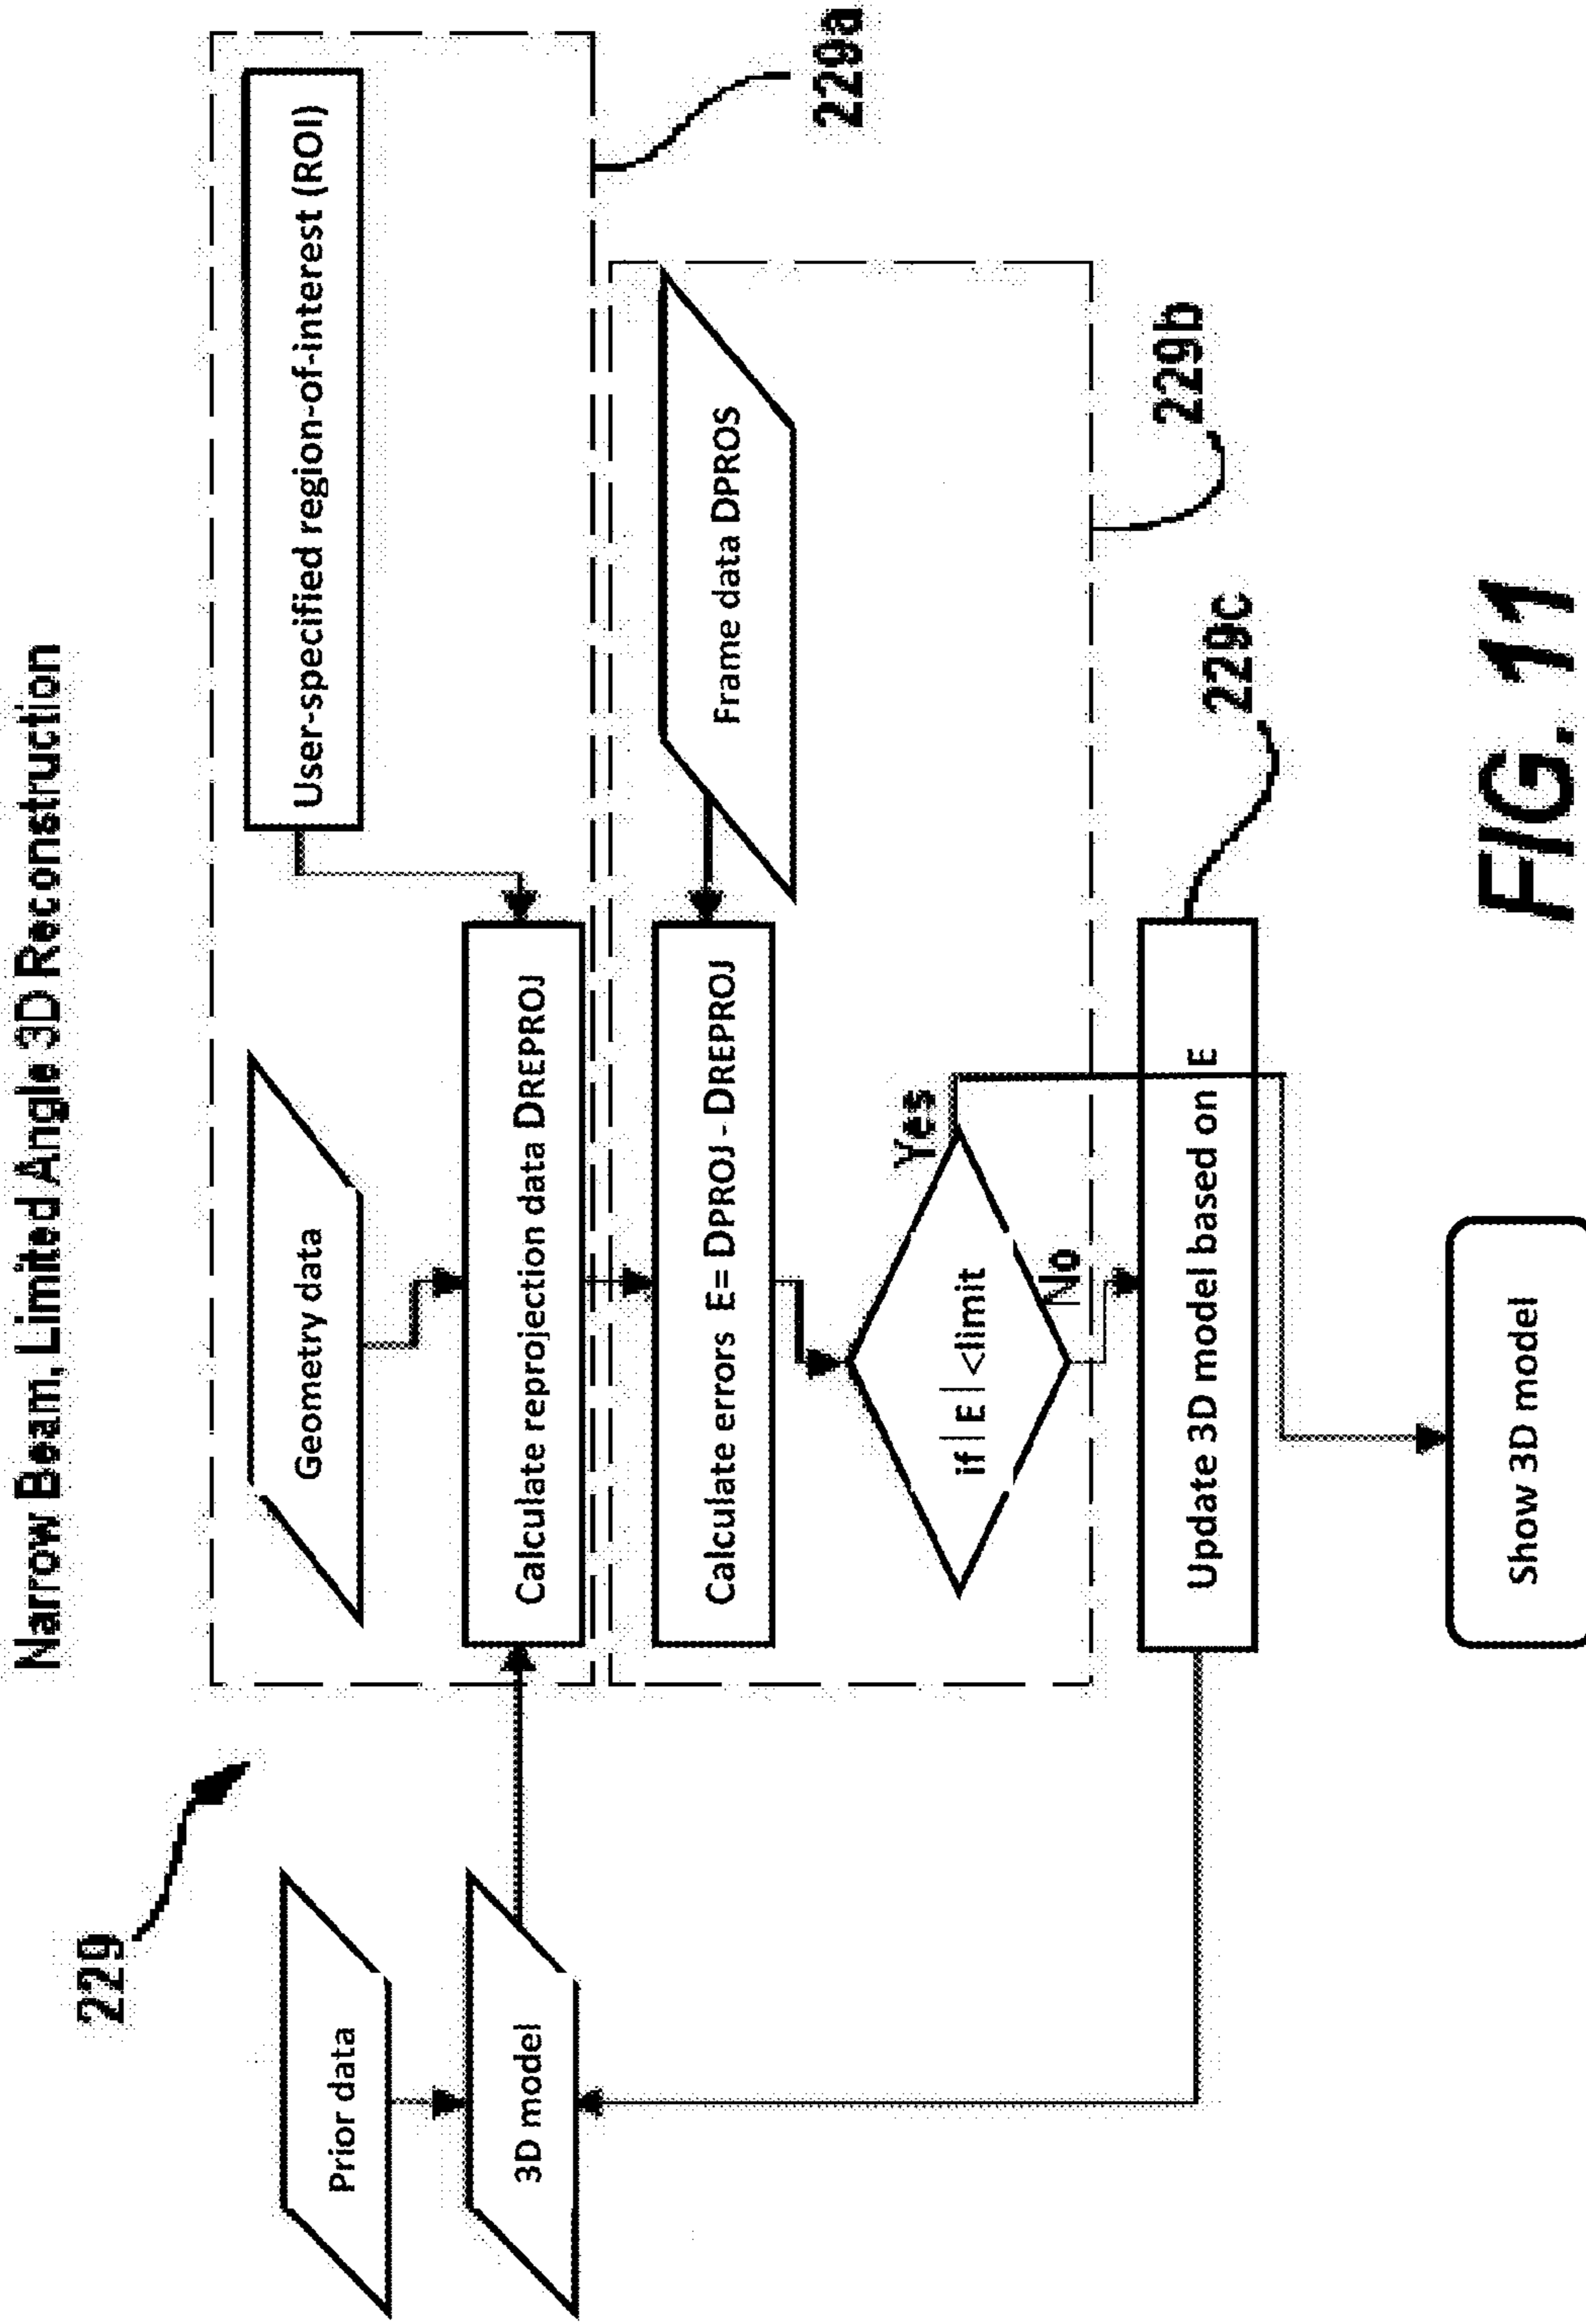 Narrow Beam, Limited Angle 3D Reconstruction
229
Prior data
Geometry data
User-specified region-of-interest (ROI)
3D model
Calculate reprojection data DREPROJ
229a
Calculate errors E= DPROJ - DREPROJ
Frame data DPROS
if |E| <limit
Yes
No
229b
Update 3D model based on E
229c
Show 3D model
FIG. 11